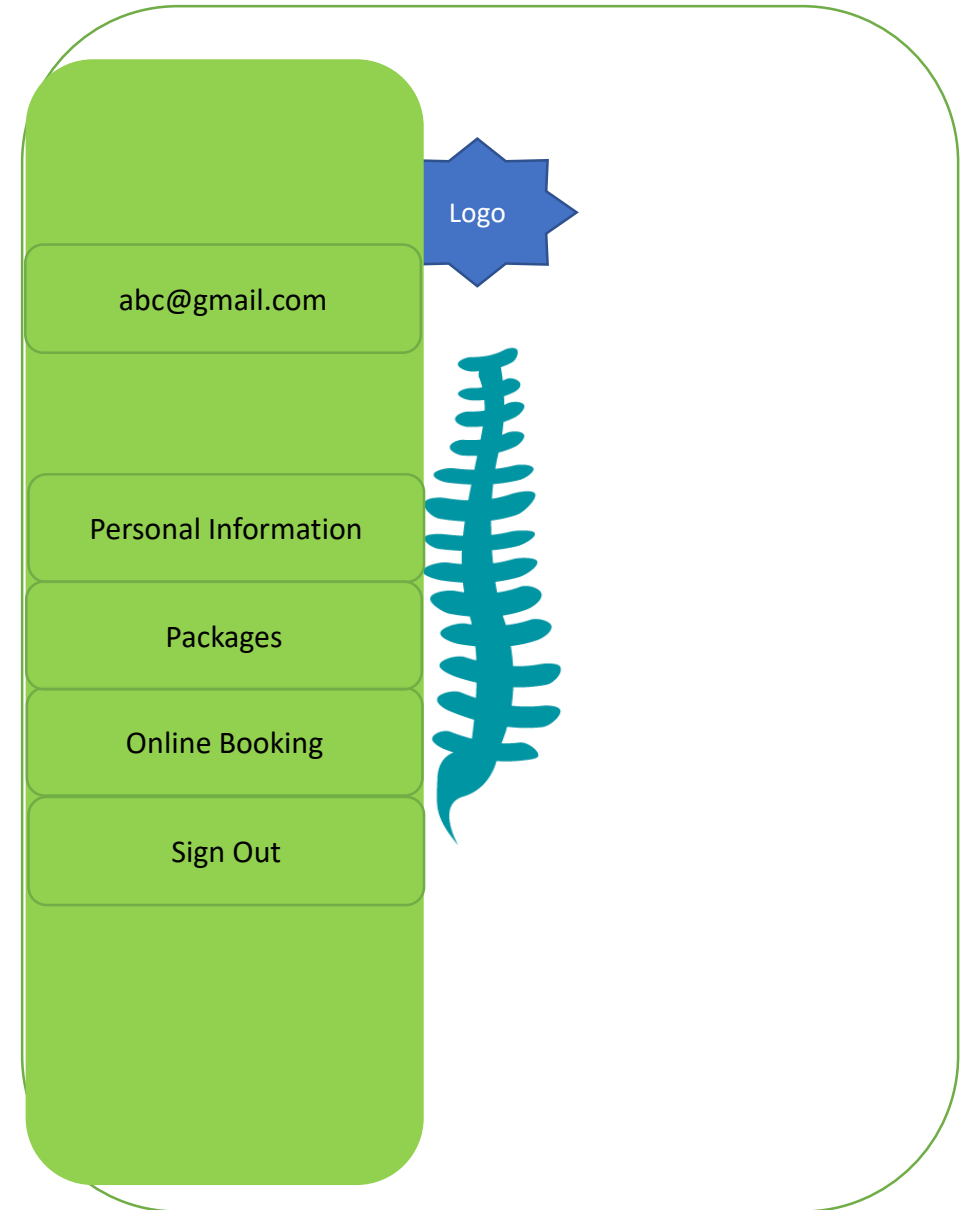 Logo
abc@gmail.com
Personal Information
Packages
Online Booking
Sign Out